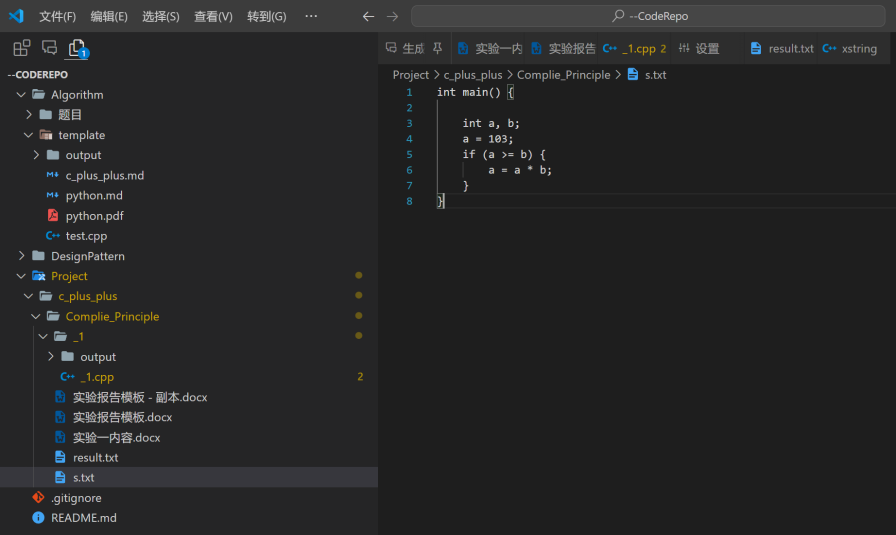 文件(F) 编辑(E) 选择(S) 查看(V) 转到(G) ··· --CodeRepo
1
生成 实验一内 实验报告 _1.cpp 2 设置 result.txt xstring
--CODEREPO
Algorithm
题目
template
output
c_plus_plus.md
python.md
python.pdf
test.cpp
DesignPattern
Project
c_plus_plus
Complie_Principle
_1
output
_1.cpp 2
实验报告模板 - 副本.docx
实验报告模板.docx
实验一内容.docx
result.txt
s.txt
.gitignore
README.md
Project > c_plus_plus > Complie_Principle > s.txt
1 int main() {
2
3 int a, b;
4 a = 103;
5 if (a >= b) {
6 a = a * b;
7 }
8 }